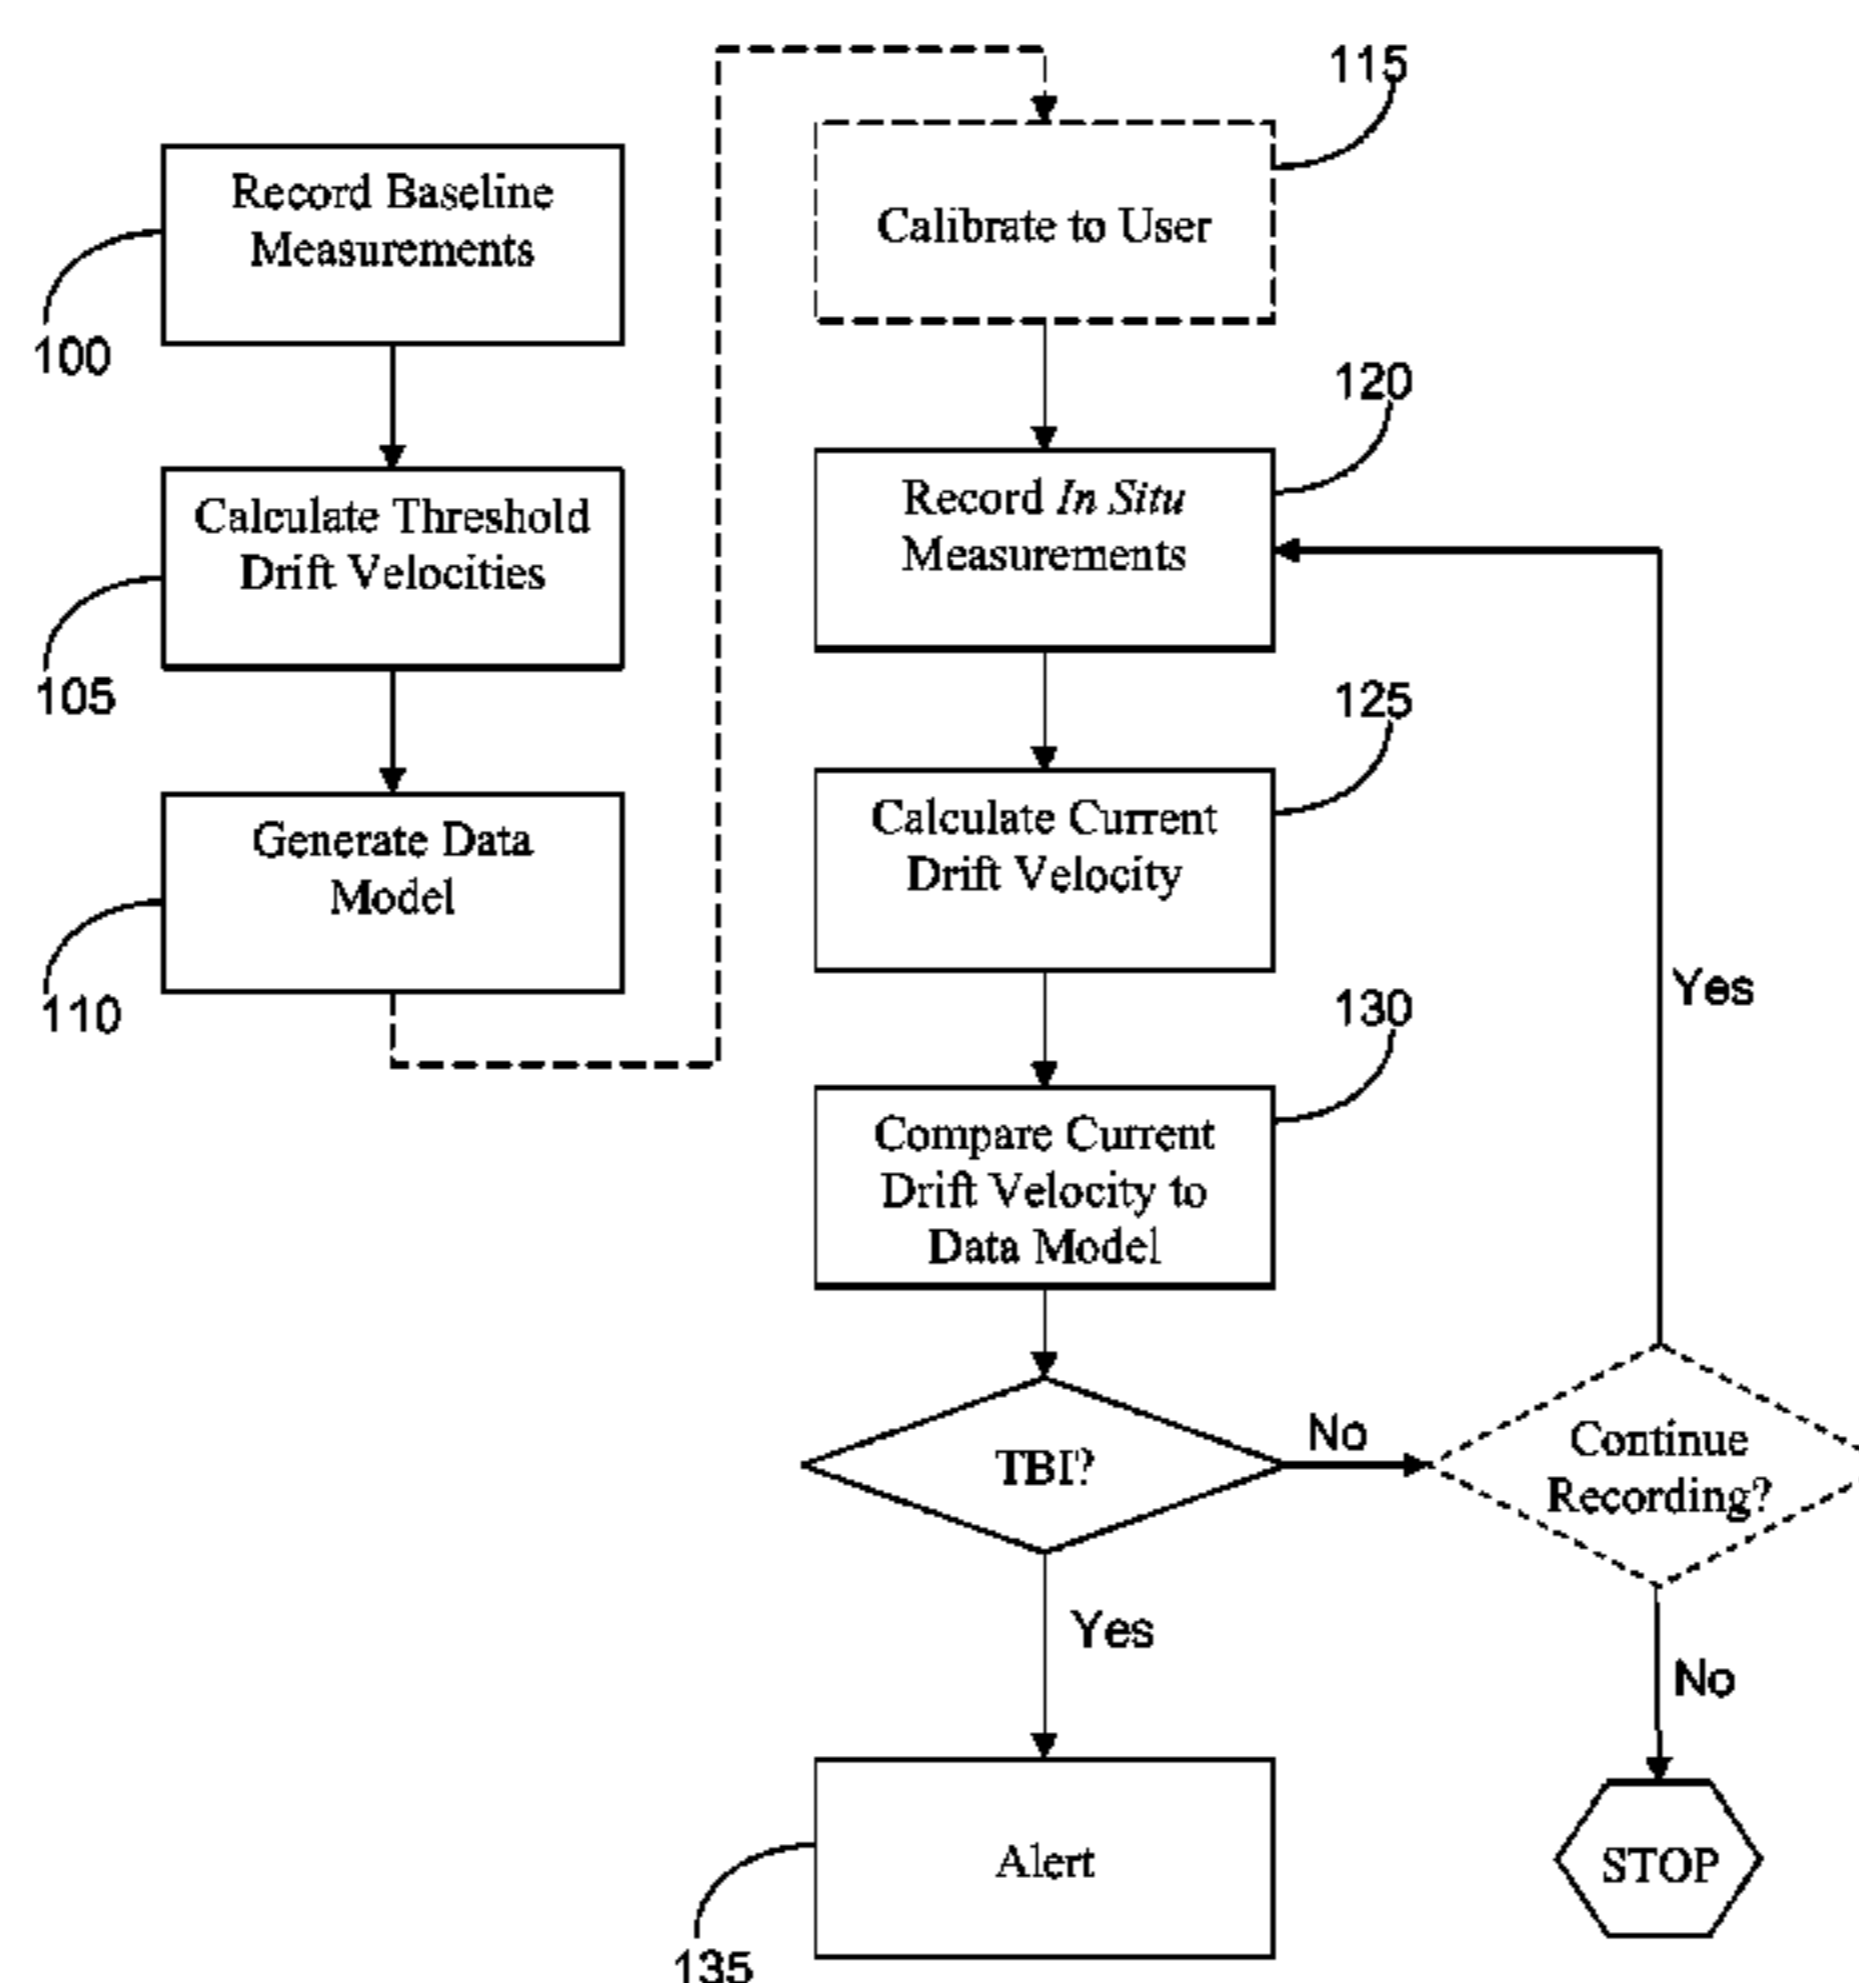 Record Baseline
Measurements
100
Calculate Threshold
Drift Velocities
105
Generate Data
Model
110
115
Calibrate to User
120
Record In Situ
Measurements
125
Calculate Current
Drift Velocity
130
Compare Current
Drift Velocity to
Data Model
Yes
TBI?
No
Continue
Recording?
Yes
No
Alert
135
STOP